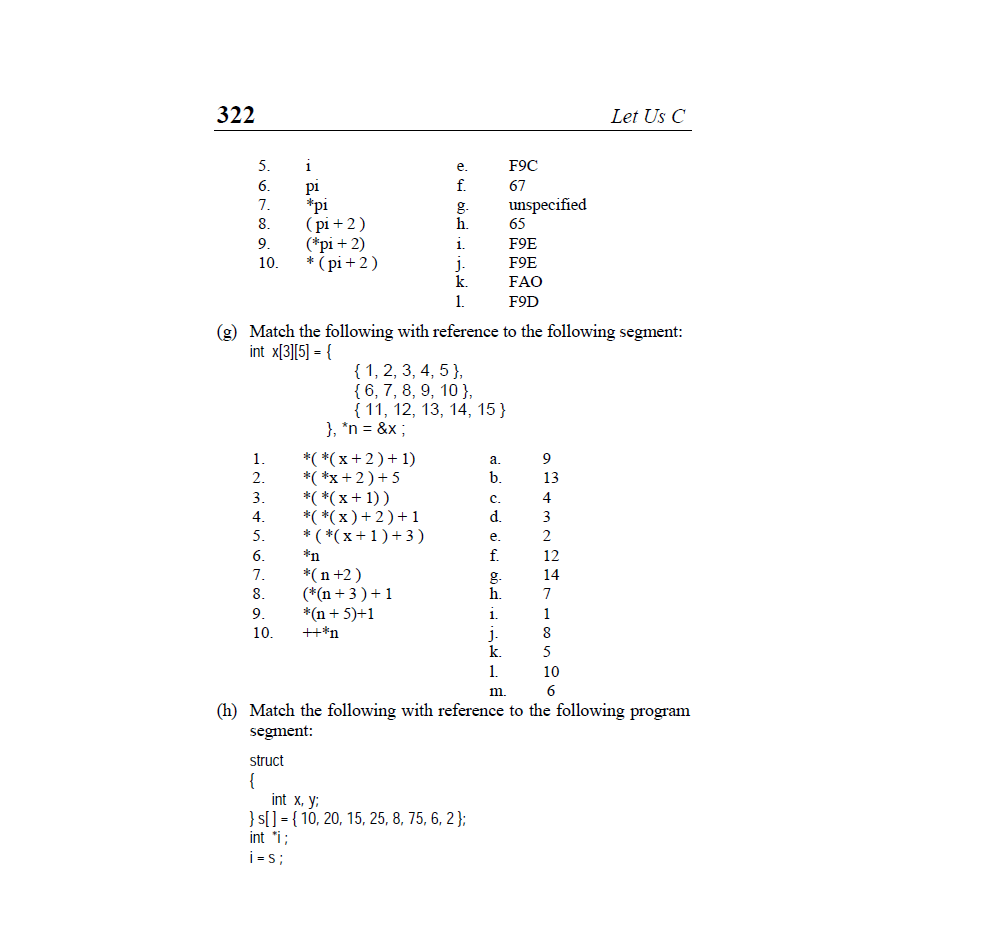 322 Let Us C
5. i e. F9C
6. pi f. 67
7. *pi g. unspecified
8. ( pi + 2 ) h. 65
9. (*pi + 2) i. F9E
10. * ( pi + 2 ) j. F9E
k. FAO
l. F9D
(g) Match the following with reference to the following segment:
int x[3][5] = {
{ 1, 2, 3, 4, 5 },
{ 6, 7, 8, 9, 10 },
{ 11, 12, 13, 14, 15 }
}, *n = &x ;
1. *( *( x + 2 ) + 1) a. 9
2. *( *x + 2 ) + 5 b. 13
3. *( *( x + 1) ) c. 4
4. *( *( x ) + 2 ) + 1 d. 3
5. * ( *( x + 1 ) + 3 ) e. 2
6. *n f. 12
7. *( n +2 ) g. 14
8. (*(n + 3 ) + 1 h. 7
9. *(n + 5)+1 i. 1
10. ++*n j. 8
k. 5
l. 10
m. 6
(h) Match the following with reference to the following program
segment:
struct
{
int x, y;
} s[ ] = { 10, 20, 15, 25, 8, 75, 6, 2 };
int *i ;
i = s ;